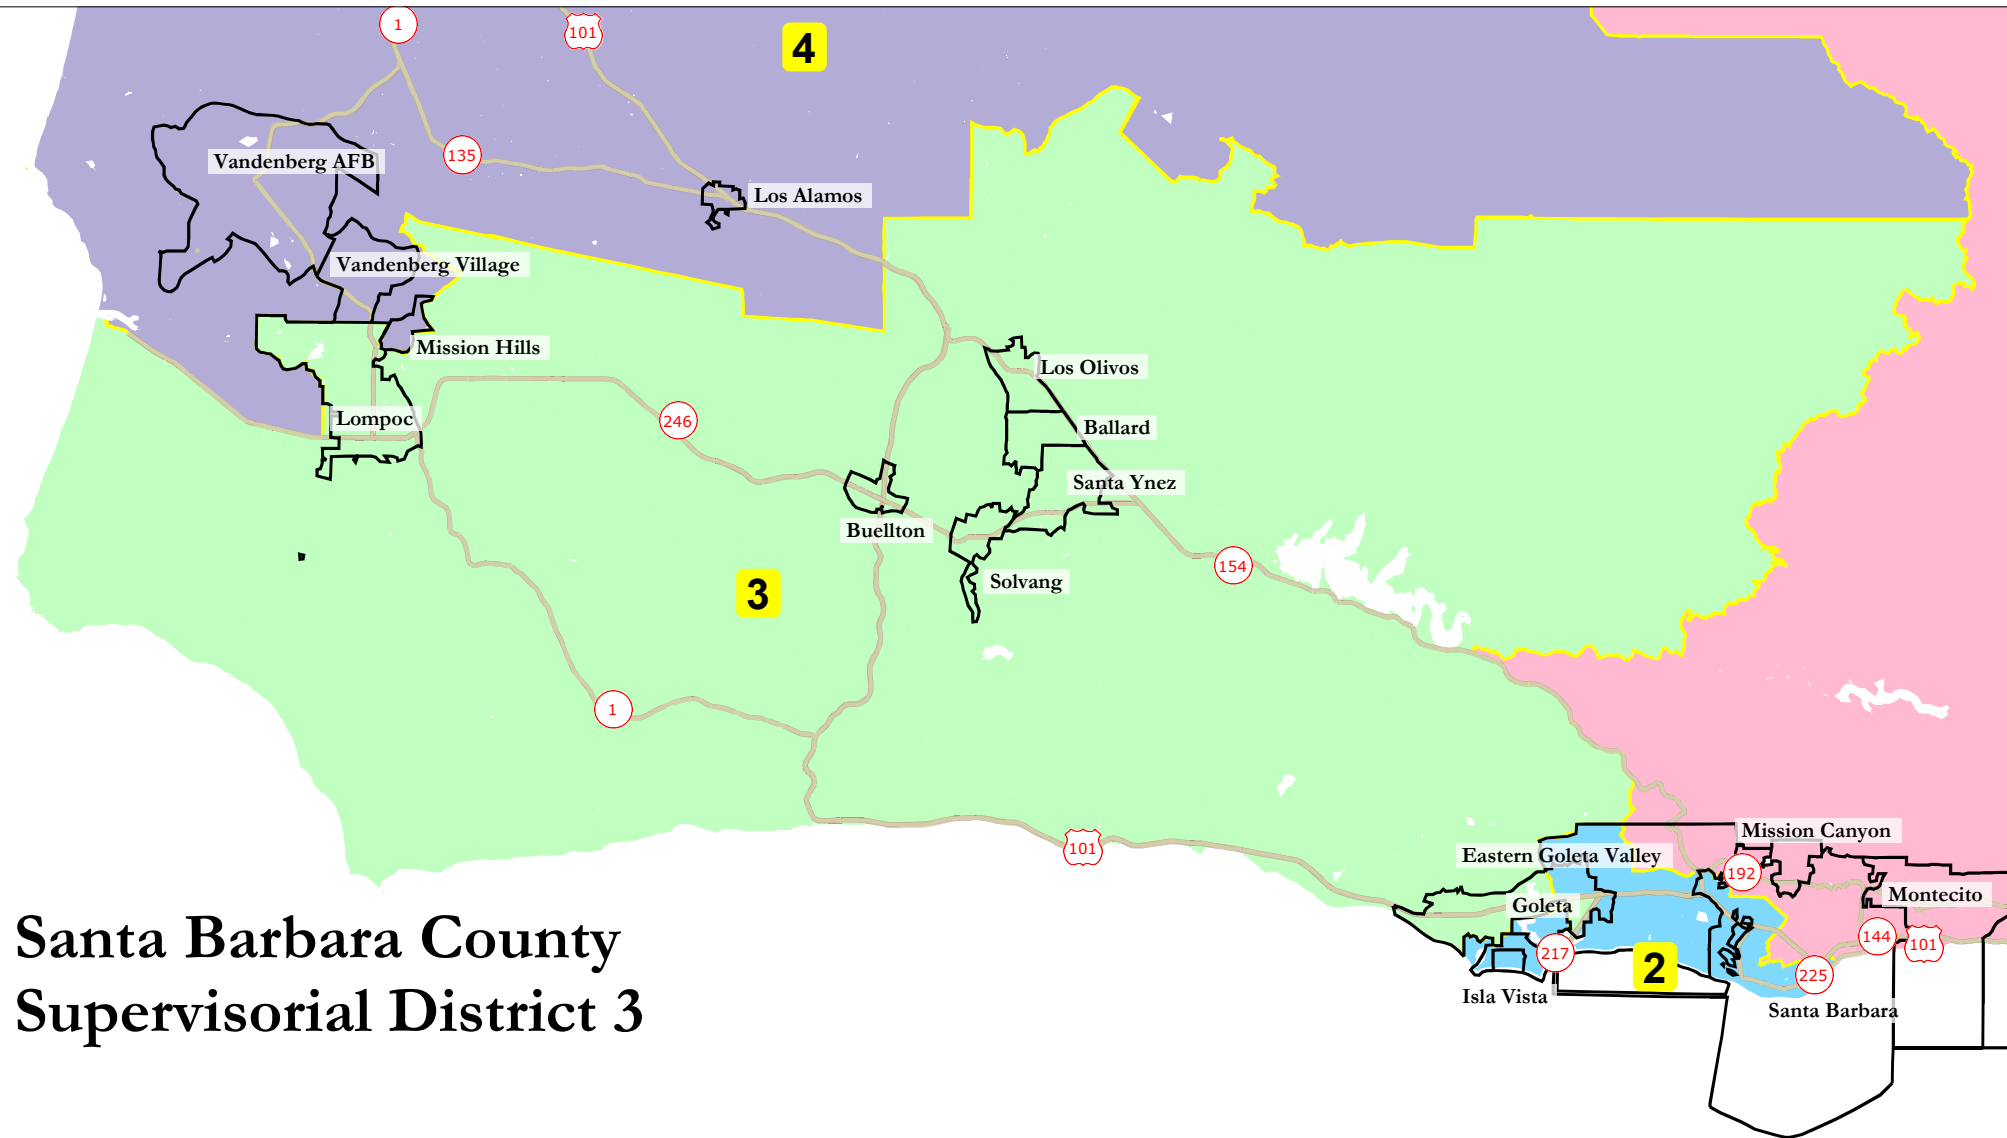 1
101
4
Vandenberg AFB
135
Los Alamos
Vandenberg Village
Mission Hills
Los Olivos
Lompoc
246
Ballard
Santa Ynez
Buellton
154
Solvang
3
1
101
Mission Canyon
Eastern Goleta Valley
192
Montecito
Goleta
144
101
217
2
225
Isla Vista
Santa Barbara
Santa Barbara County
Supervisorial District 3